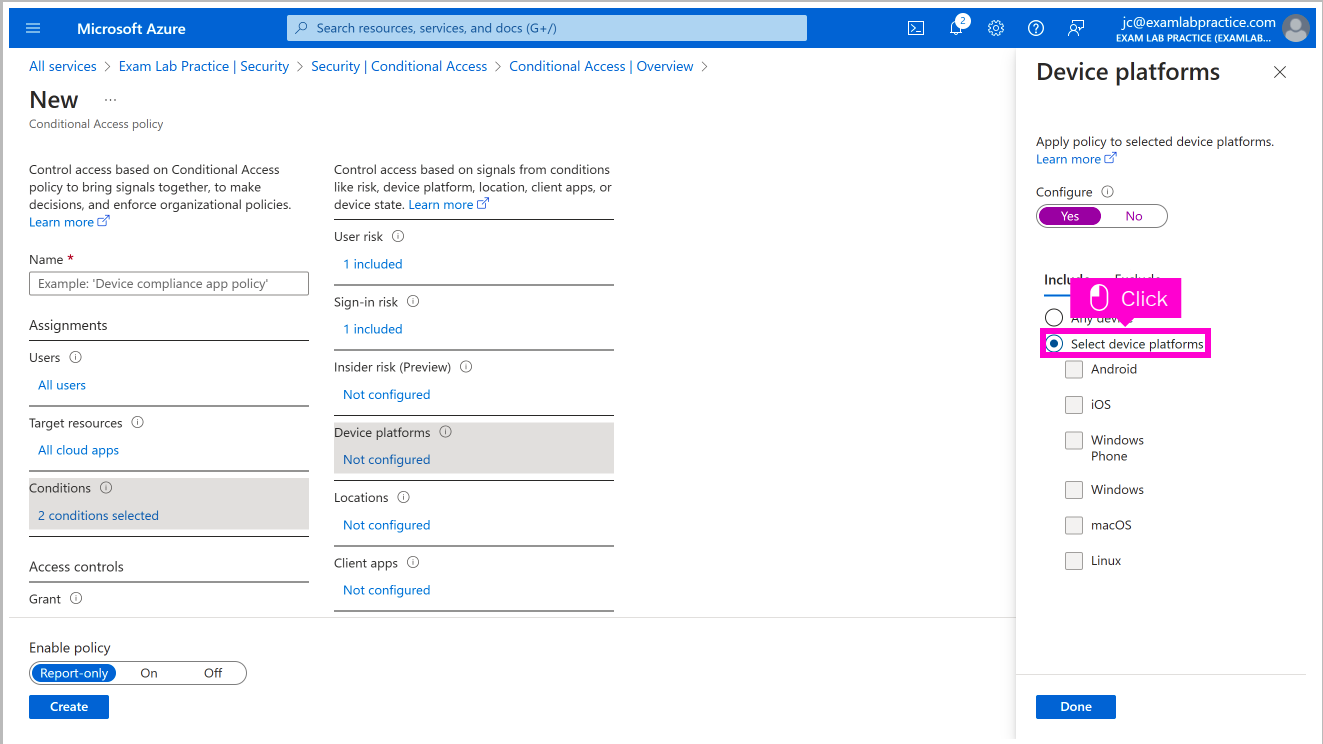 Microsoft Azure
Search resources, services, and docs (G+/)
2
jc@examlabpractice.com
EXAM LAB PRACTICE (EXAMLAB...
All services > Exam Lab Practice | Security > Security | Conditional Access > Conditional Access | Overview >
New ...
Conditional Access policy
Control access based on Conditional Access
policy to bring signals together, to make
decisions, and enforce organizational policies.
Learn more
Name *
Example: 'Device compliance app policy'
Assignments
Users
All users
Target resources
All cloud apps
Conditions
2 conditions selected
Access controls
Grant
Control access based on signals from conditions
like risk, device platform, location, client apps, or
device state. Learn more
User risk
1 included
Sign-in risk
1 included
Insider risk (Preview)
Not configured
Device platforms
Not configured
Locations
Not configured
Client apps
Not configured
Enable policy
Report-only On Off
Create
Device platforms
Apply policy to selected device platforms.
Learn more
Configure
Yes No
Include Exclude
Click
Any device
Select device platforms
Android
iOS
Windows
Phone
Windows
macOS
Linux
Done